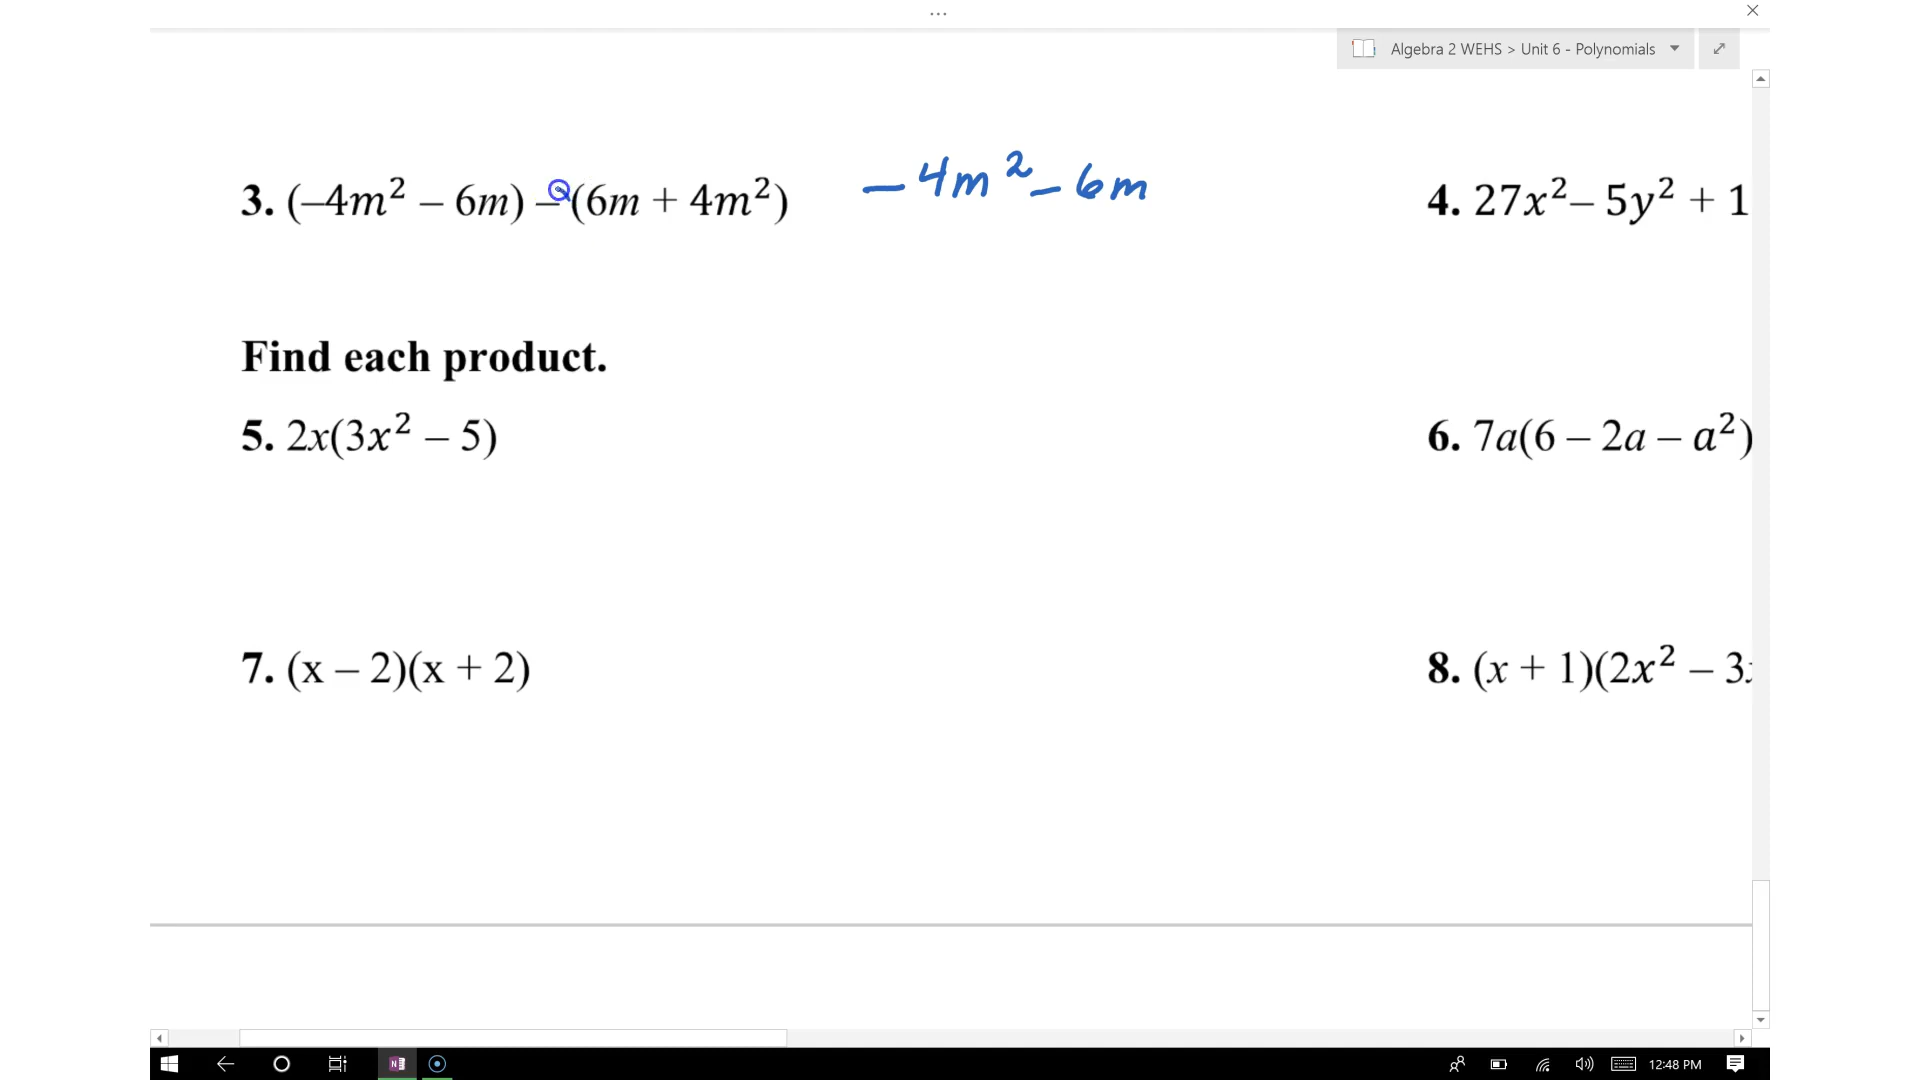 ...
Algebra 2 WEHS > Unit 6 - Polynomials
3. (–4m² – 6m) – (6m + 4m²) – 4m² – 6m
4. 27x² – 5y² + 1
Find each product.
5. 2x(3x² – 5)
6. 7a(6 – 2a – a²)
7. (x – 2)(x + 2)
8. (x + 1)(2x² – 3
12:48 PM